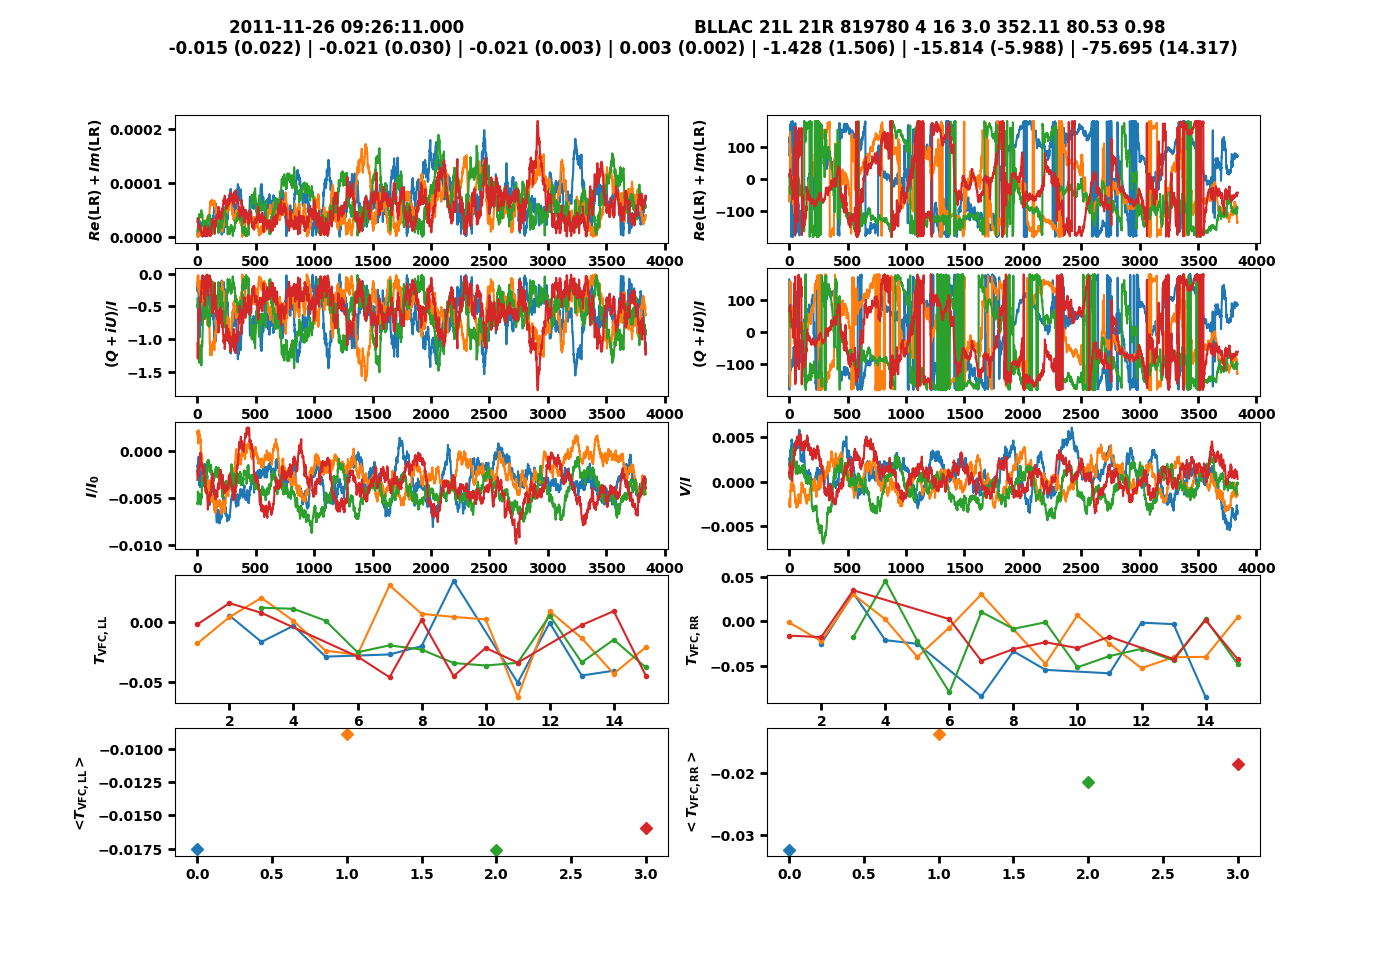 2011-11-26 09:26:11.000 BLLAC 21L 21R 819780 4 16 3.0 352.11 80.53 0.98
-0.015 (0.022) | -0.021 (0.030) | -0.021 (0.003) | 0.003 (0.002) | -1.428 (1.506) | -15.814 (-5.988) | -75.695 (14.317)
Re(LR) + Im(LR)
0.0002
0.0001
0.0000
0 500 1000 1500 2000 2500 3000 3500 4000
Re(LR) + Im(LR)
100
0
−100
0 500 1000 1500 2000 2500 3000 3500 4000
(Q + iU)/I
0.0
−0.5
−1.0
−1.5
0 500 1000 1500 2000 2500 3000 3500 4000
(Q + iU)/I
100
0
−100
0 500 1000 1500 2000 2500 3000 3500 4000
I/I0
0.000
−0.005
−0.010
0 500 1000 1500 2000 2500 3000 3500 4000
V/I
0.005
0.000
−0.005
0 500 1000 1500 2000 2500 3000 3500 4000
TVFC, LL
0.00
−0.05
2 4 6 8 10 12 14
TVFC, RR
0.05
0.00
−0.05
2 4 6 8 10 12 14
<TVFC, LL >
−0.0100
−0.0125
−0.0150
−0.0175
0.0 0.5 1.0 1.5 2.0 2.5 3.0
< TVFC, RR >
−0.02
−0.03
0.0 0.5 1.0 1.5 2.0 2.5 3.0